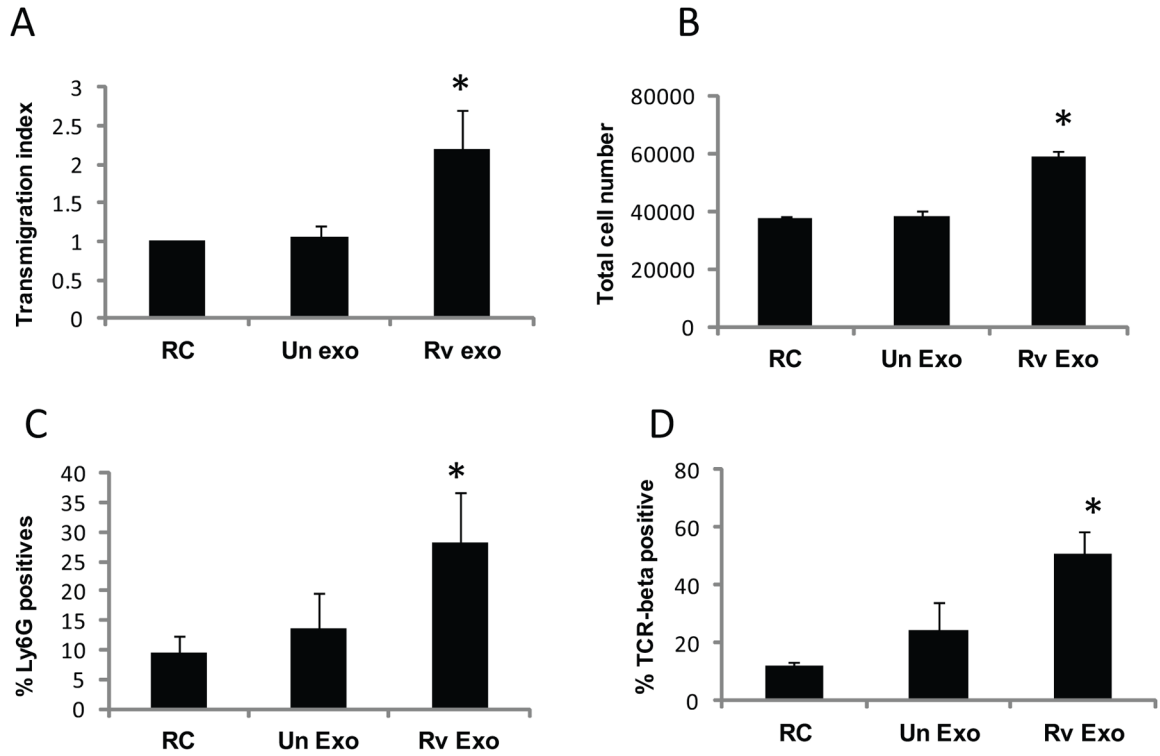 A
Transmigration index
3
2.5
2
1.5
1
0.5
0
*
RC Un exo Rv exo
B
Total cell number
80000
60000
40000
20000
0
*
RC Un Exo Rv Exo
C
% Ly6G positives
40
35
30
25
20
15
10
5
0
*
RC Un Exo Rv Exo
D
% TCR-beta positive
80
60
40
20
0
*
RC Un Exo Rv Exo